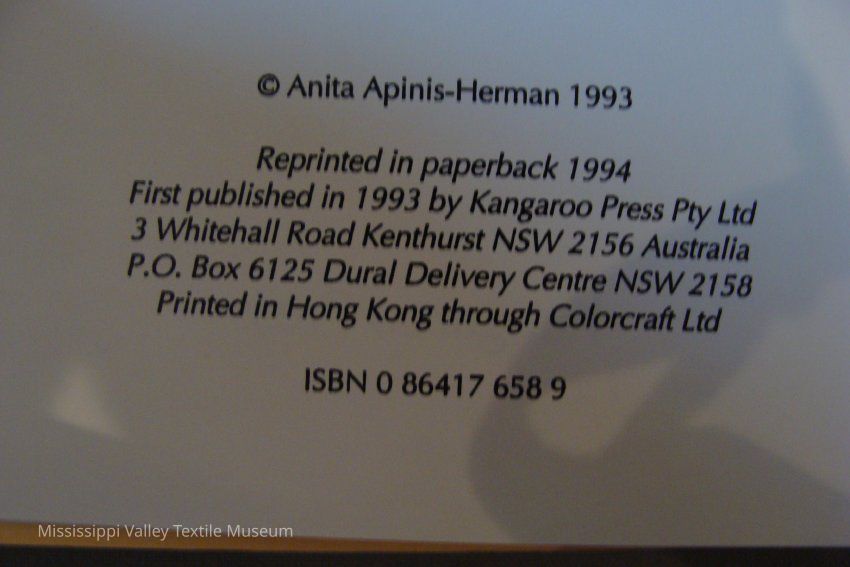 © Anita Apinis-Herman 1993
Reprinted in paperback 1994
First published in 1993 by Kangaroo Press Pty Ltd
3 Whitehall Road Kenthurst NSW 2156 Australia
P.O. Box 6125 Dural Delivery Centre NSW 2158
Printed in Hong Kong through Colorcraft Ltd
ISBN 0 86417 658 9
Mississippi Valley Textile Museum